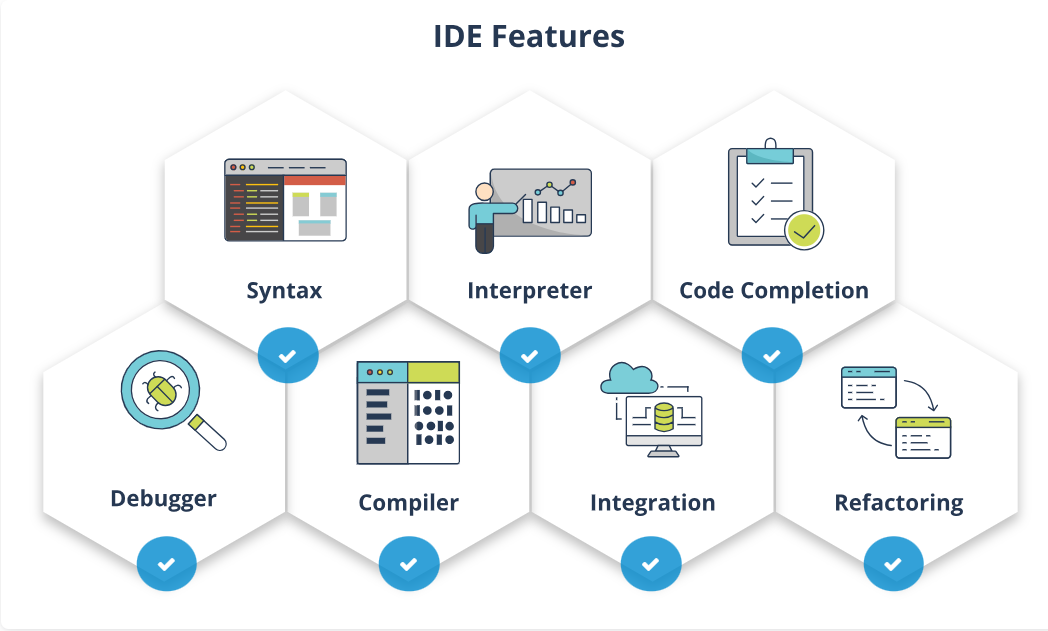 IDE Features
Syntax
Interpreter
Code Completion
Debugger
Compiler
Integration
Refactoring